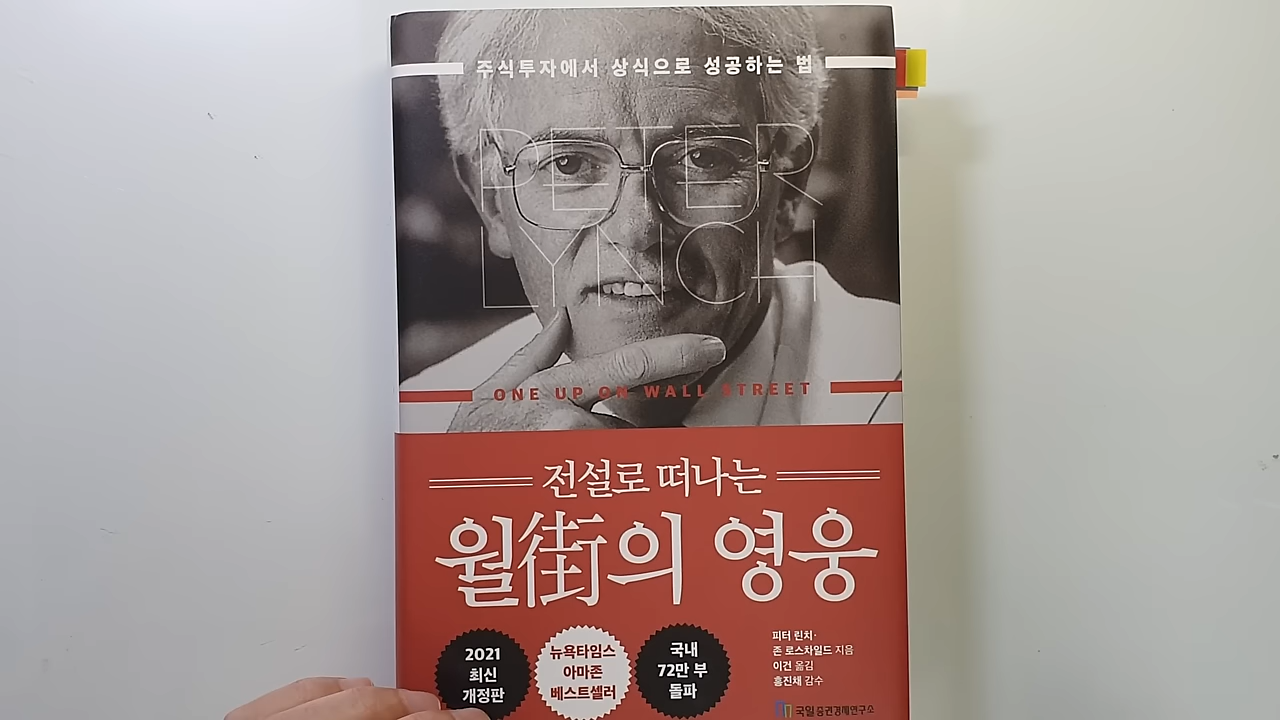 주식투자에서 상식으로 성공하는 법
PETER
LYNCH
ONE UP ON WALL STREET
전설로 떠나는
월街의 영웅
2021
최신
개정판
뉴욕타임스
아마존
베스트셀러
국내
72만 부
돌파
피터 린치·
존 로스차일드 지음
이건 옮김
홍진채 감수
국일증권경제연구소